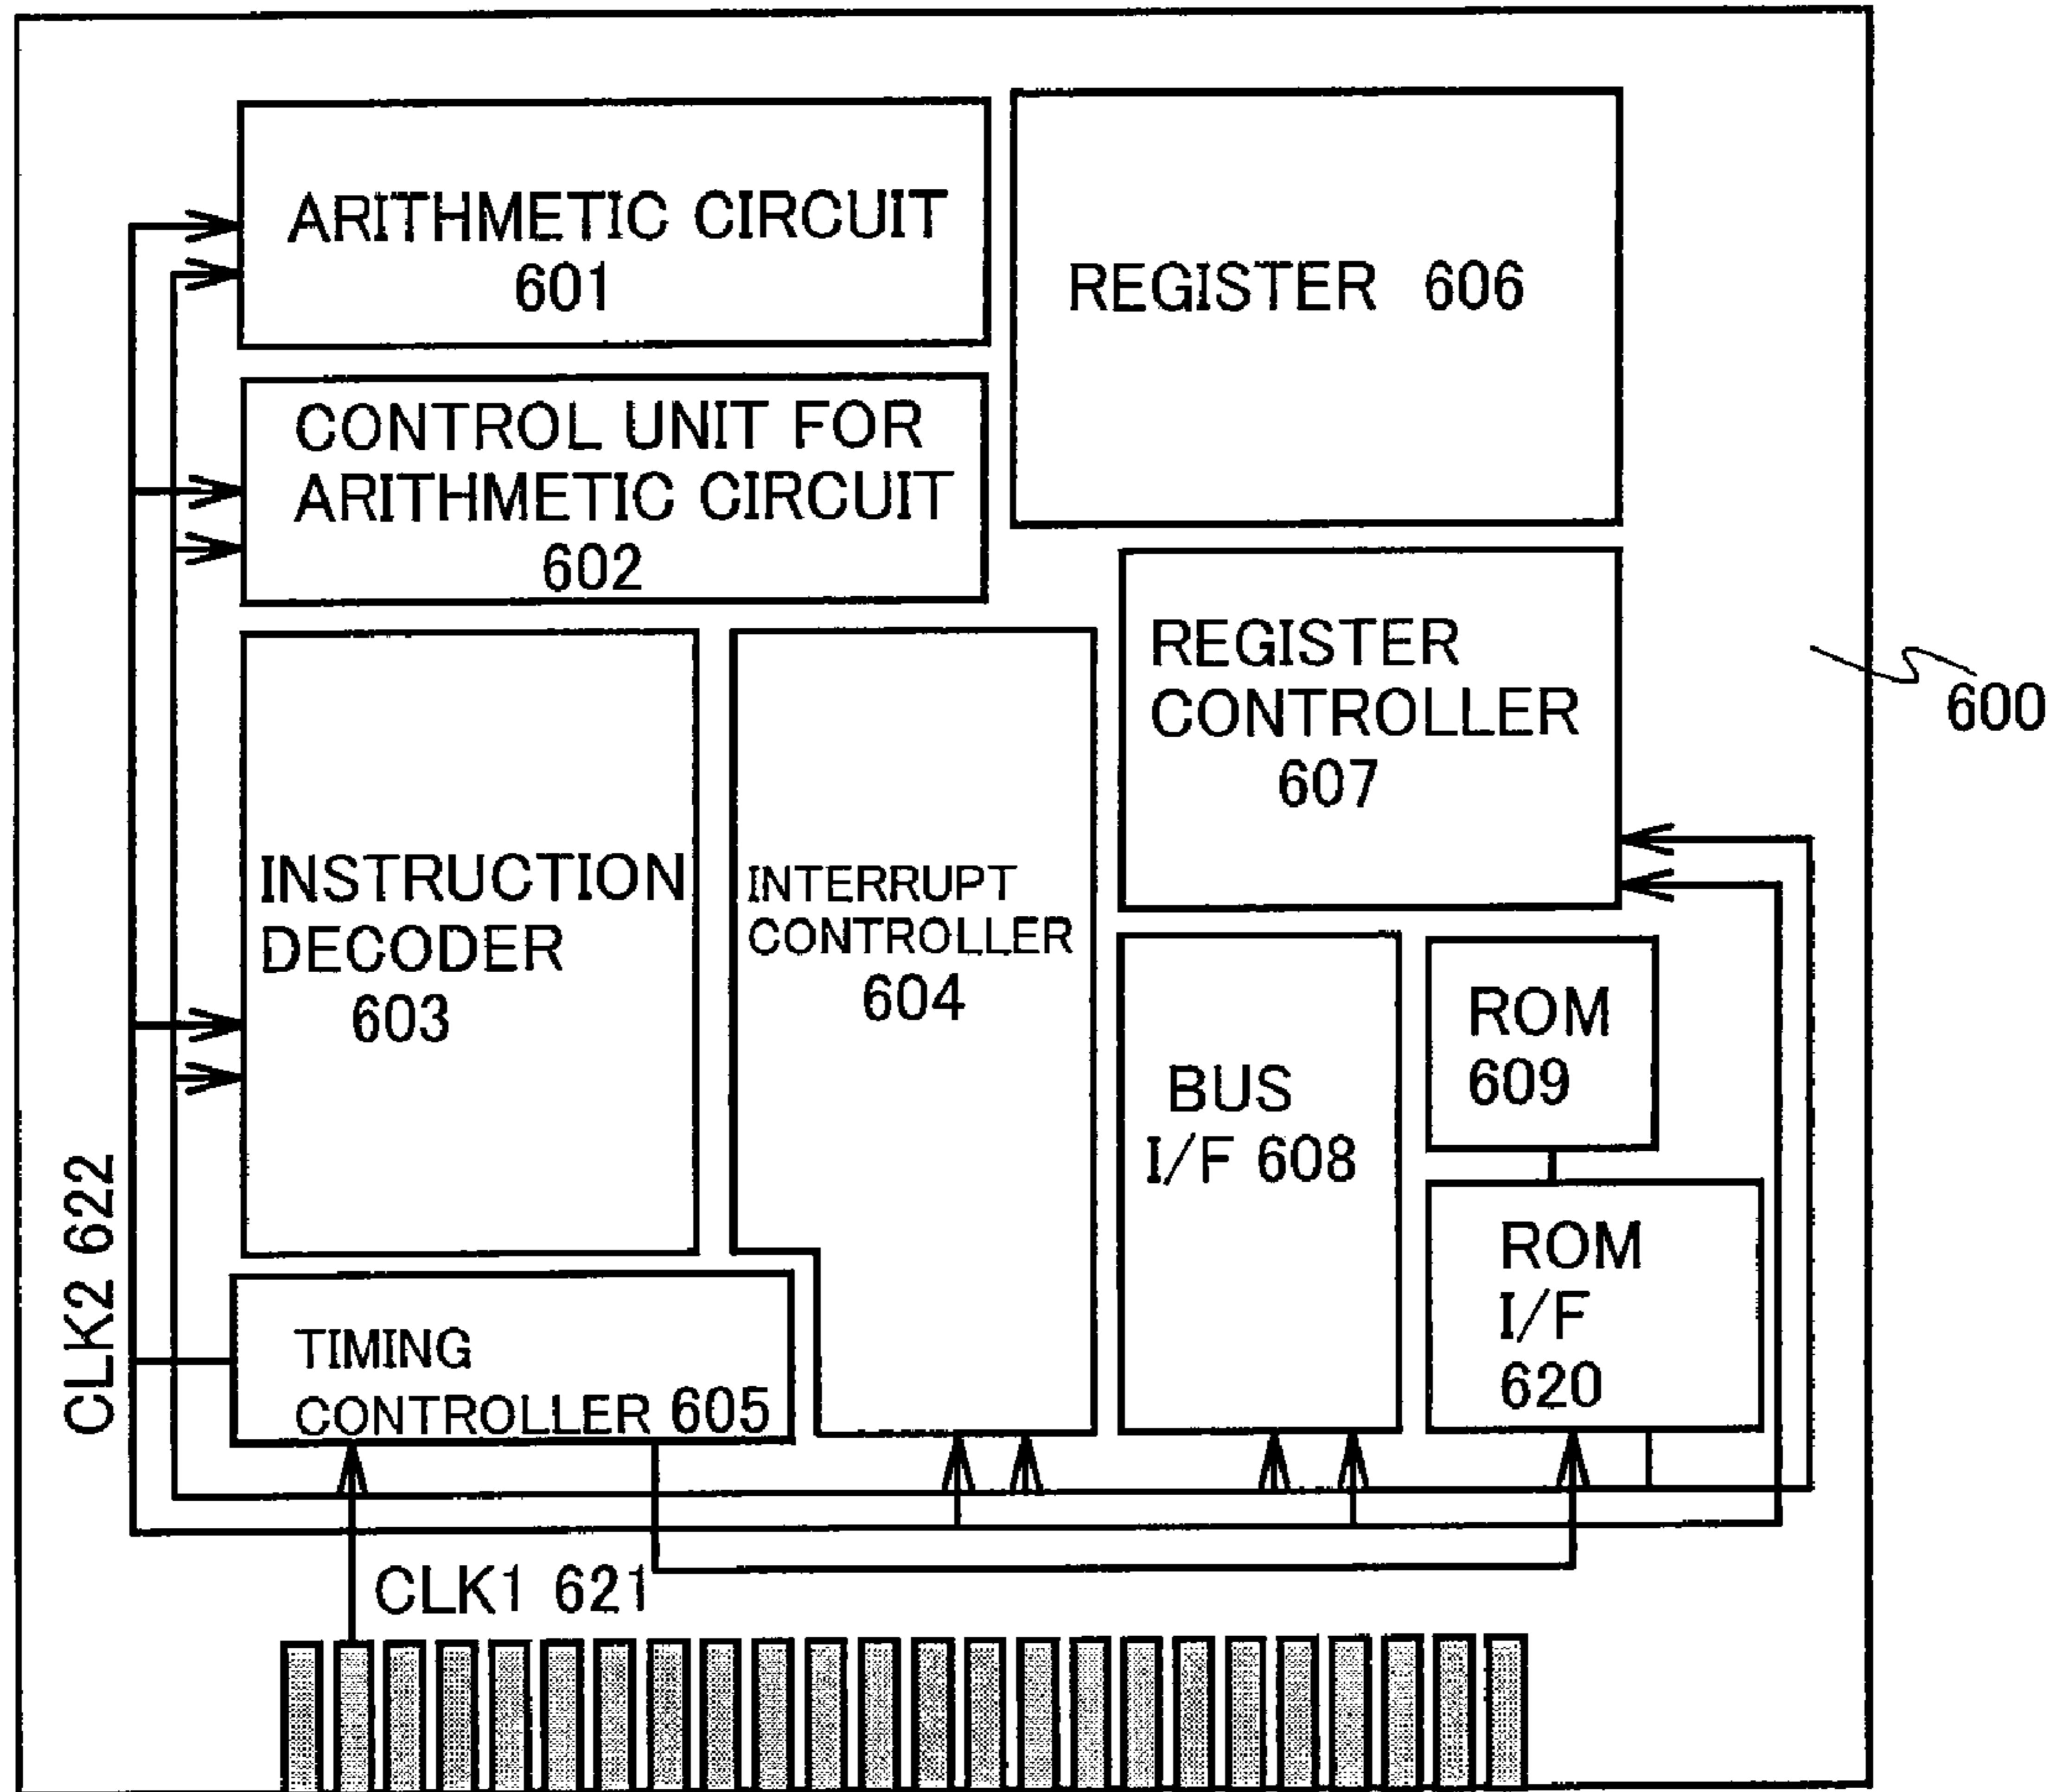 ARITHMETIC CIRCUIT
601
REGISTER 606
CONTROL UNIT FOR
ARITHMETIC CIRCUIT
602
REGISTER
CONTROLLER
607
600
INSTRUCTION
DECODER
603
INTERRUPT
CONTROLLER
604
BUS
I/F 608
ROM
609
ROM
I/F
620
CLK2 622
TIMING
CONTROLLER 605
CLK1 621